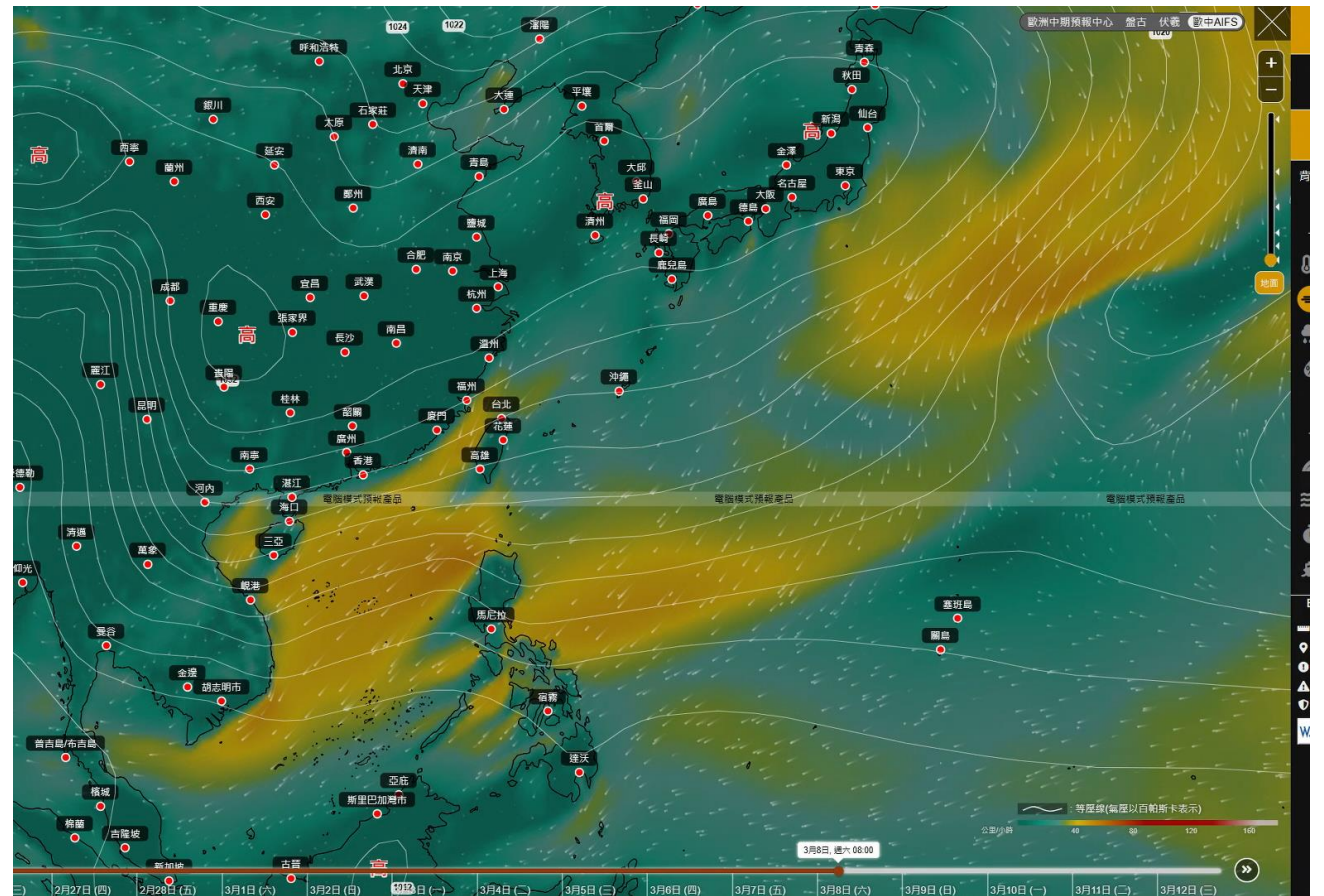 歐洲中期預報中心 盤古 伏羲 歐中AIFS
1024
1022
1020
瀋陽
青森
呼和浩特
北京
秋田
天津
大連
平壤
銀川
石家莊
太原
首爾
新潟
仙台
高
西寧
蘭州
延安
濟南
青島
高
金澤
大邱
釜山
東京
名古屋
西安
鄭州
高
濟州
大阪
廣島
德島
福岡
鹽城
長崎
合肥
南京
鹿兒島
上海
地面
成都
重慶
宜昌
武漢
杭州
高
張家界
長沙
南昌
溫州
麗江
貴陽
沖繩
昆明
桂林
福州
韶關
廈門
台北
花蓮
廣州
南寧
香港
高雄
河內
湛江
電腦模式預報產品
電腦模式預報產品
電腦模式預報產品
海口
清邁
萬象
三亞
仰光
峴港
塞班島
馬尼拉
關島
曼谷
金邊
胡志明市
宿霧
普吉島/布吉島
達沃
檳城
亞庇
斯里巴加灣市
棉蘭
吉隆坡
: 等壓線(氣壓以百帕斯卡表示)
公里/小時
40
80
120
160
3月8日, 週六 08:00
新加坡
古晉
高
2月27日 (四)
2月28日 (五)
3月1日 (六)
3月2日 (日)
1012
3月4日 (二)
3月5日 (三)
3月6日 (四)
3月7日 (五)
3月8日 (六)
3月9日 (日)
3月10日 (一)
3月11日 (二)
3月12日 (三)